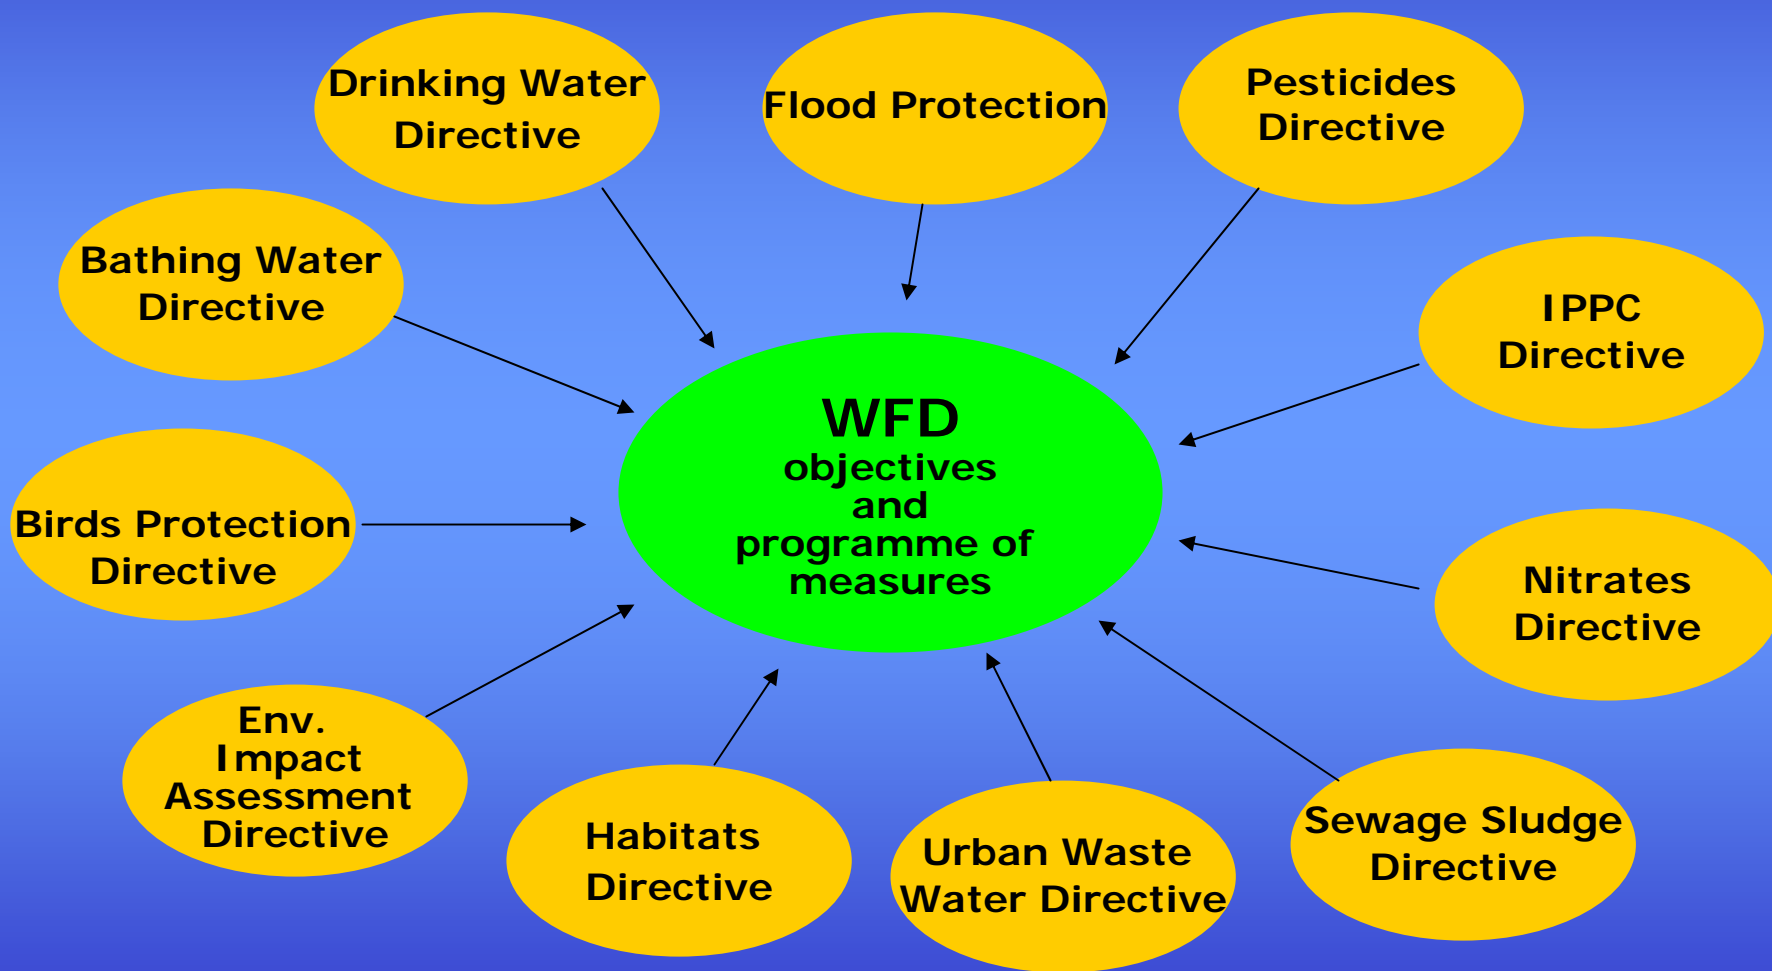 Drinking Water
Directive
Flood Protection
Pesticides
Directive
Bathing Water
Directive
IPPC
Directive
WFD
objectives
and
programme of
measures
Birds Protection
Directive
Nitrates
Directive
Env.
Impact
Assessment
Directive
Habitats
Directive
Urban Waste
Water Directive
Sewage Sludge
Directive